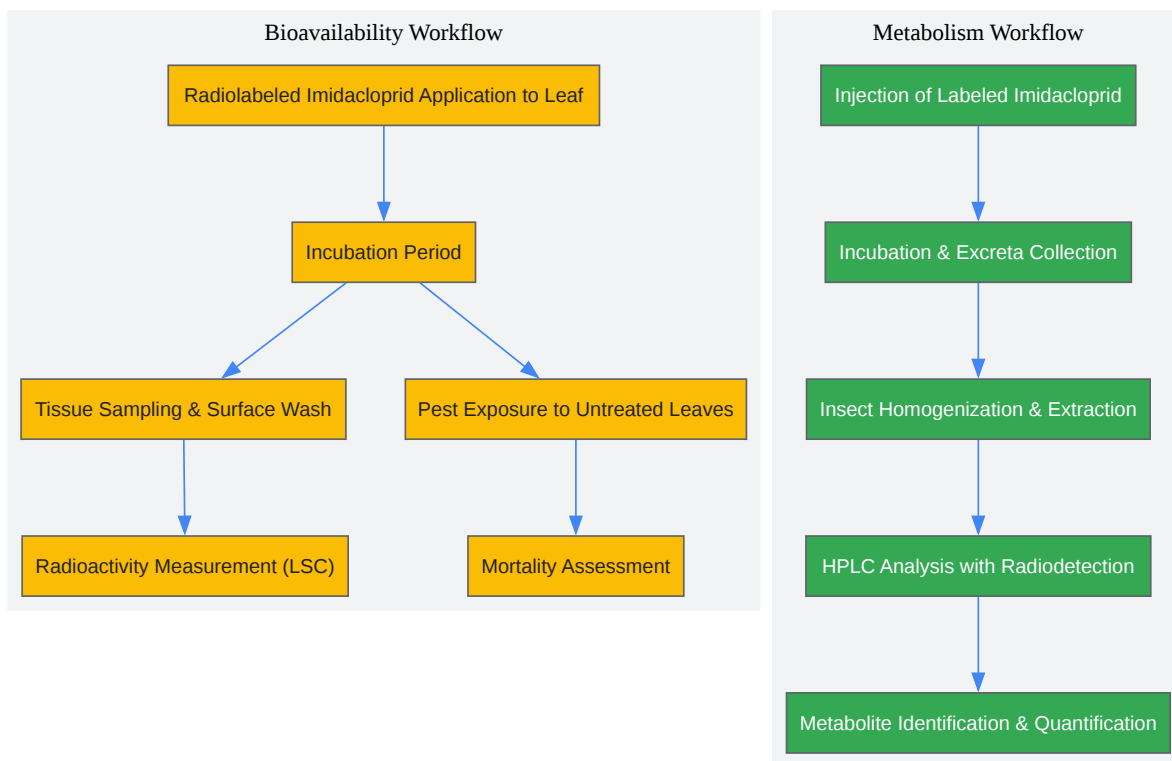 Bioavailability Workflow
Radiolabeled Imidacloprid Application to Leaf
Incubation Period
Tissue Sampling & Surface Wash
Pest Exposure to Untreated Leaves
Radioactivity Measurement (LSC)
Mortality Assessment
Metabolism Workflow
Injection of Labeled Imidacloprid
Incubation & Excreta Collection
Insect Homogenization & Extraction
HPLC Analysis with Radiodetection
Metabolite Identification & Quantification